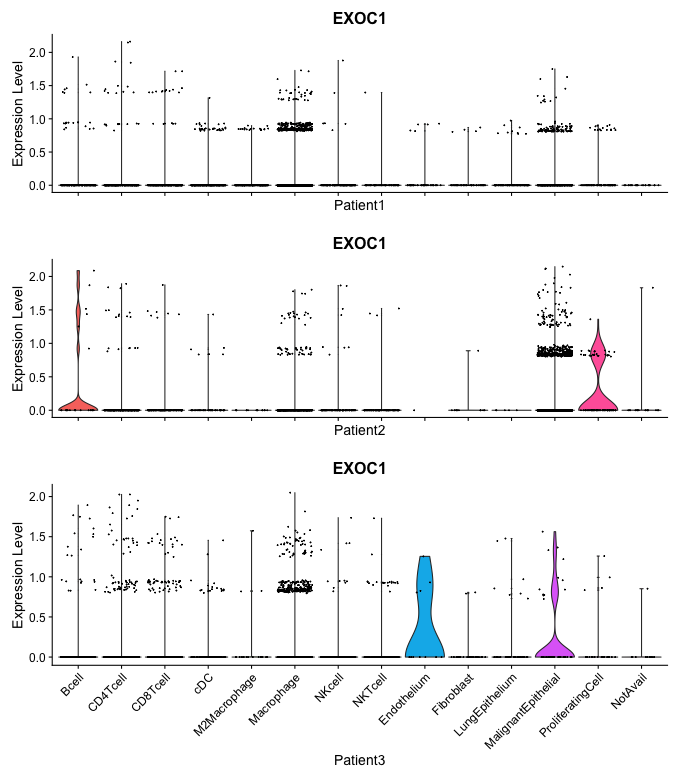 EXOC1
Expression Level
2.0
1.5
1.0
0.5
0.0
Patient1
EXOC1
Expression Level
2.0
1.5
1.0
0.5
0.0
Patient2
EXOC1
Expression Level
2.0
1.5
1.0
0.5
0.0
Bcell
CD4Tcell
CD8Tcell
cDC
M2Macrophage
Macrophage
NKcell
NKTcell
Endothelium
Fibroblast
LungEpithelium
MalignantEpithelial
ProliferatingCell
NotAvail
Patient3